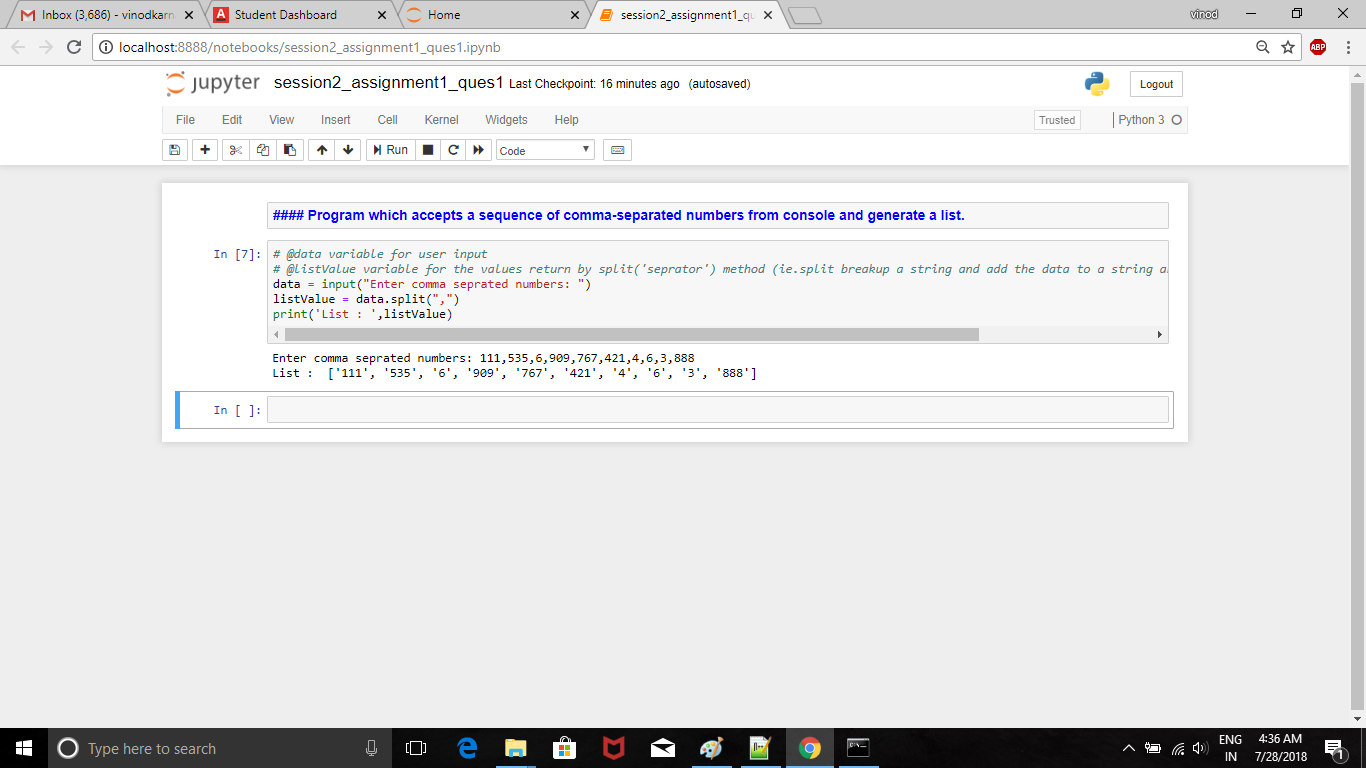 Inbox (3,686) - vinodkarn
Student Dashboard
Home
session2_assignment1_qu
vinod
localhost:8888/notebooks/session2_assignment1_ques1.ipynb
ABP
jupyter session2_assignment1_ques1 Last Checkpoint: 16 minutes ago (autosaved)
Logout
File Edit View Insert Cell Kernel Widgets Help
Trusted
Python 3
Run
Code
#### Program which accepts a sequence of comma-separated numbers from console and generate a list.
In [7]:
# @data variable for user input
# @listValue variable for the values return by split('seprator') method (ie.split breakup a string and add the data to a string a
data = input("Enter comma seprated numbers: ")
listValue = data.split(",")
print('List : ',listValue)
Enter comma seprated numbers: 111,535,6,909,767,421,4,6,3,888
List :  ['111', '535', '6', '909', '767', '421', '4', '6', '3', '888']
In [ ]:
Type here to search
ENG
IN
4:36 AM
7/28/2018
1